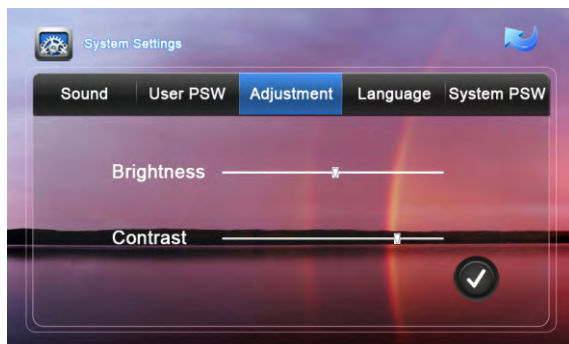 System Settings
Sound User PSW Adjustment Language System PSW
Brightness
Contrast